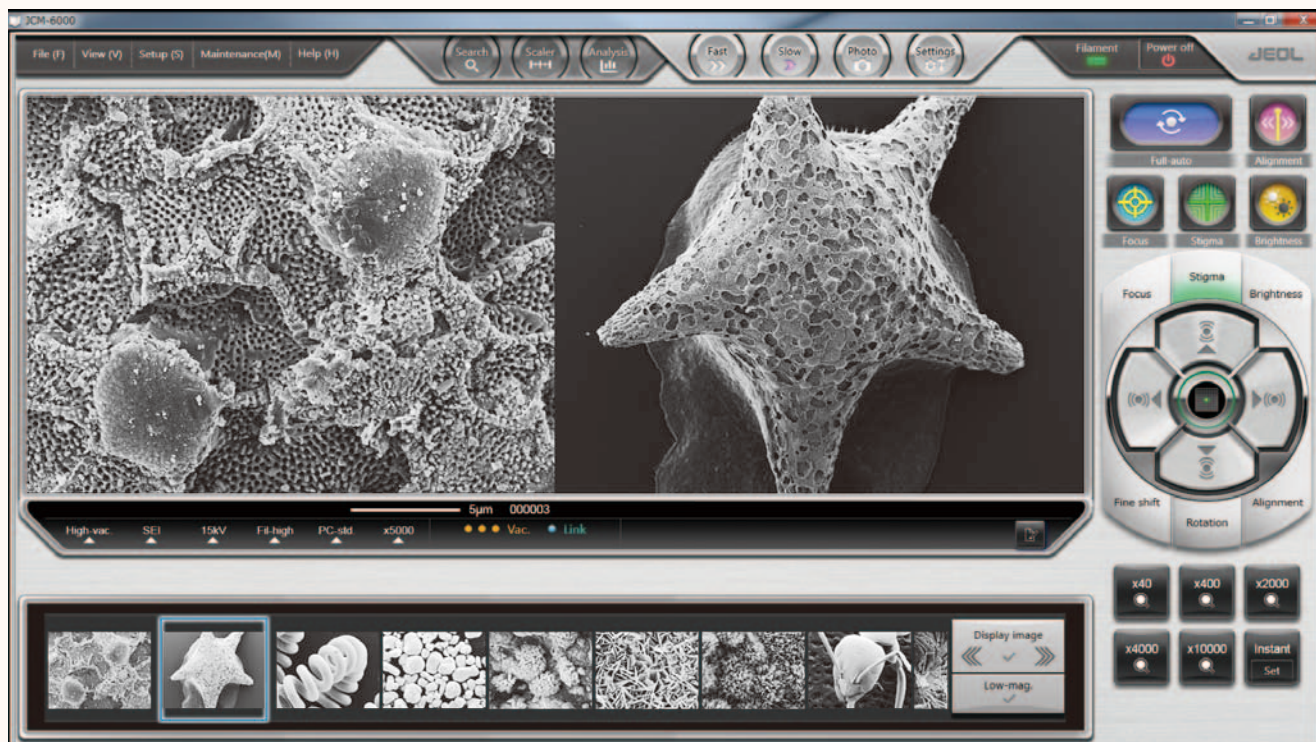 JCM-6000
File (F) View (V) Setup (S) Maintenance(M) Help (H)
Search Scaler Analysis Fast Slow Photo Settings
Filament Power off JEOL
Full-auto Alignment
Focus Stigma Brightness
Focus Stigma Brightness
Fine shift Rotation Alignment
5µm 000003
High-vac. SEI 15kV Fil-high PC-std. x5000 Vac. Link
x40 x400 x2000
x4000 x10000 Instant
Set
Display image
Low-mag.